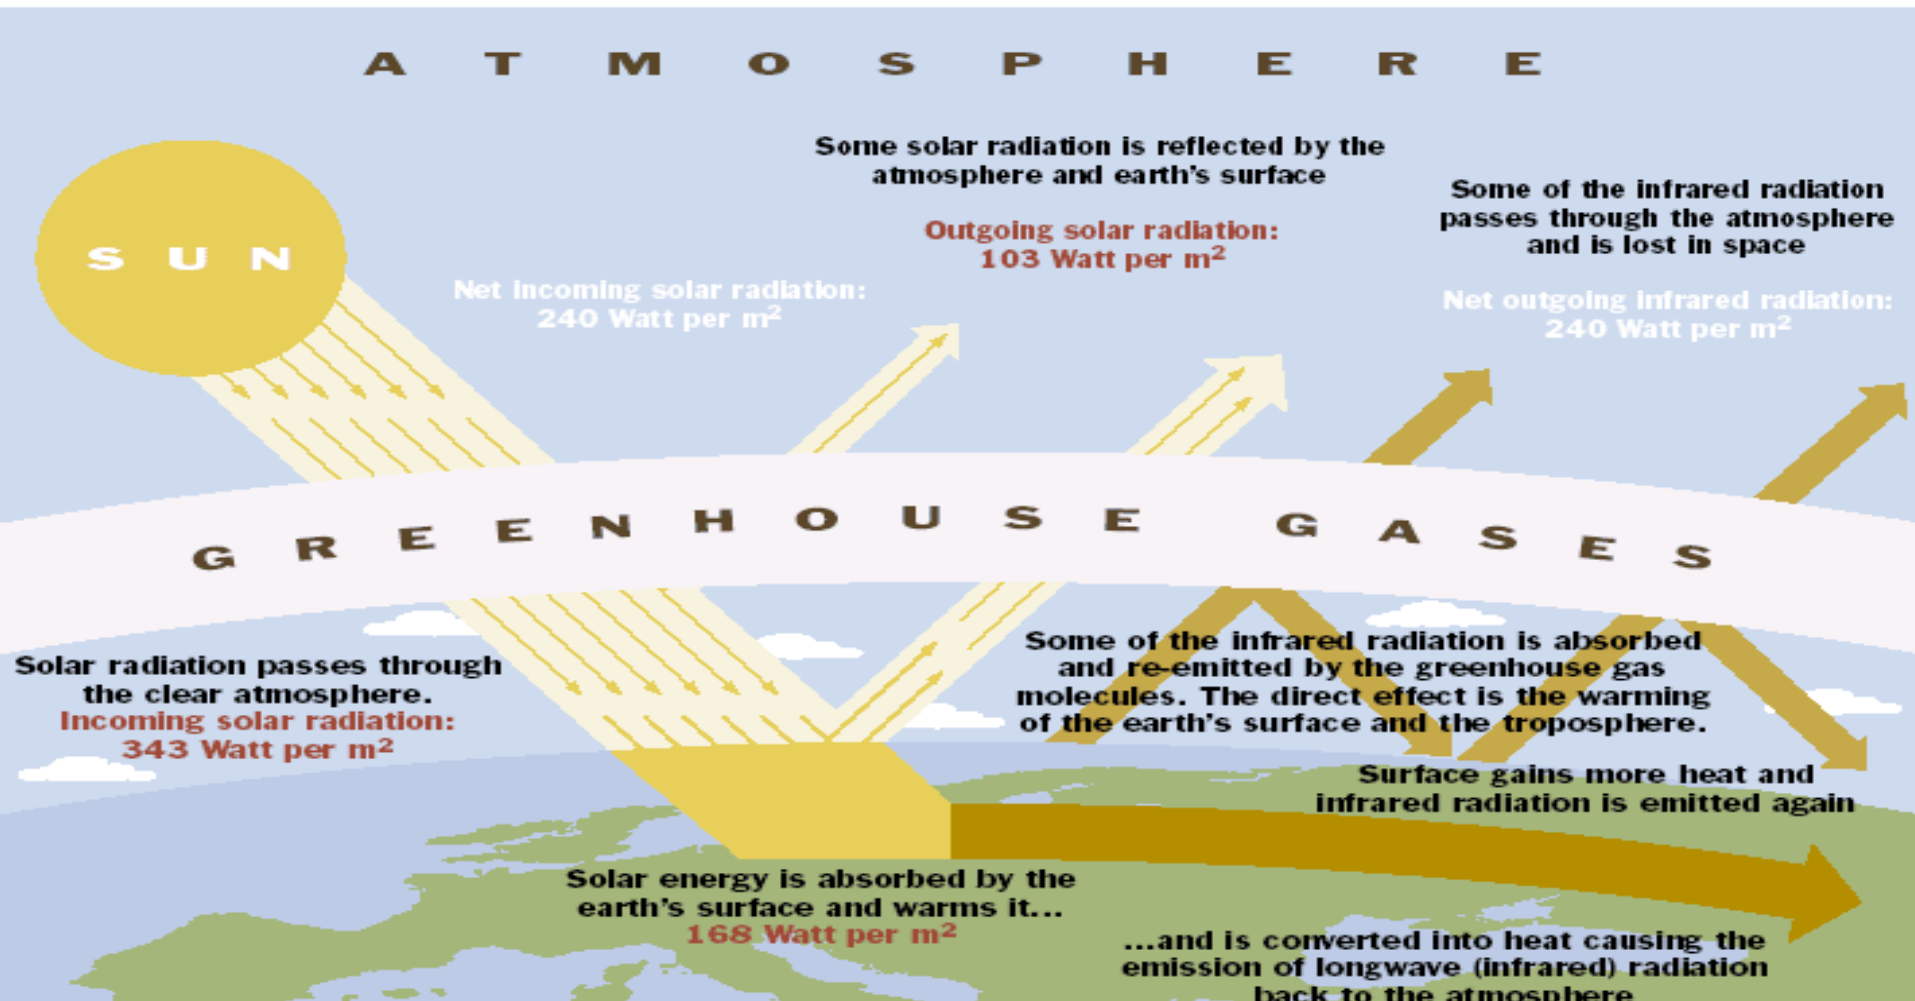 ATMOSPHERE
SUN
Some solar radiation is reflected by the
atmosphere and earth's surface
Outgoing solar radiation:
103 Watt per m²
Some of the infrared radiation
passes through the atmosphere
and is lost in space
Net outgoing infrared radiation:
240 Watt per m²
Net incoming solar radiation:
240 Watt per m²
GREENHOUSE GASES
Solar radiation passes through
the clear atmosphere.
Incoming solar radiation:
343 Watt per m²
Some of the infrared radiation is absorbed
and re-emitted by the greenhouse gas
molecules. The direct effect is the warming
of the earth's surface and the troposphere.
Surface gains more heat and
infrared radiation is emitted again
Solar energy is absorbed by the
earth's surface and warms it...
168 Watt per m²
...and is converted into heat causing the
emission of longwave (infrared) radiation
back to the atmosphere